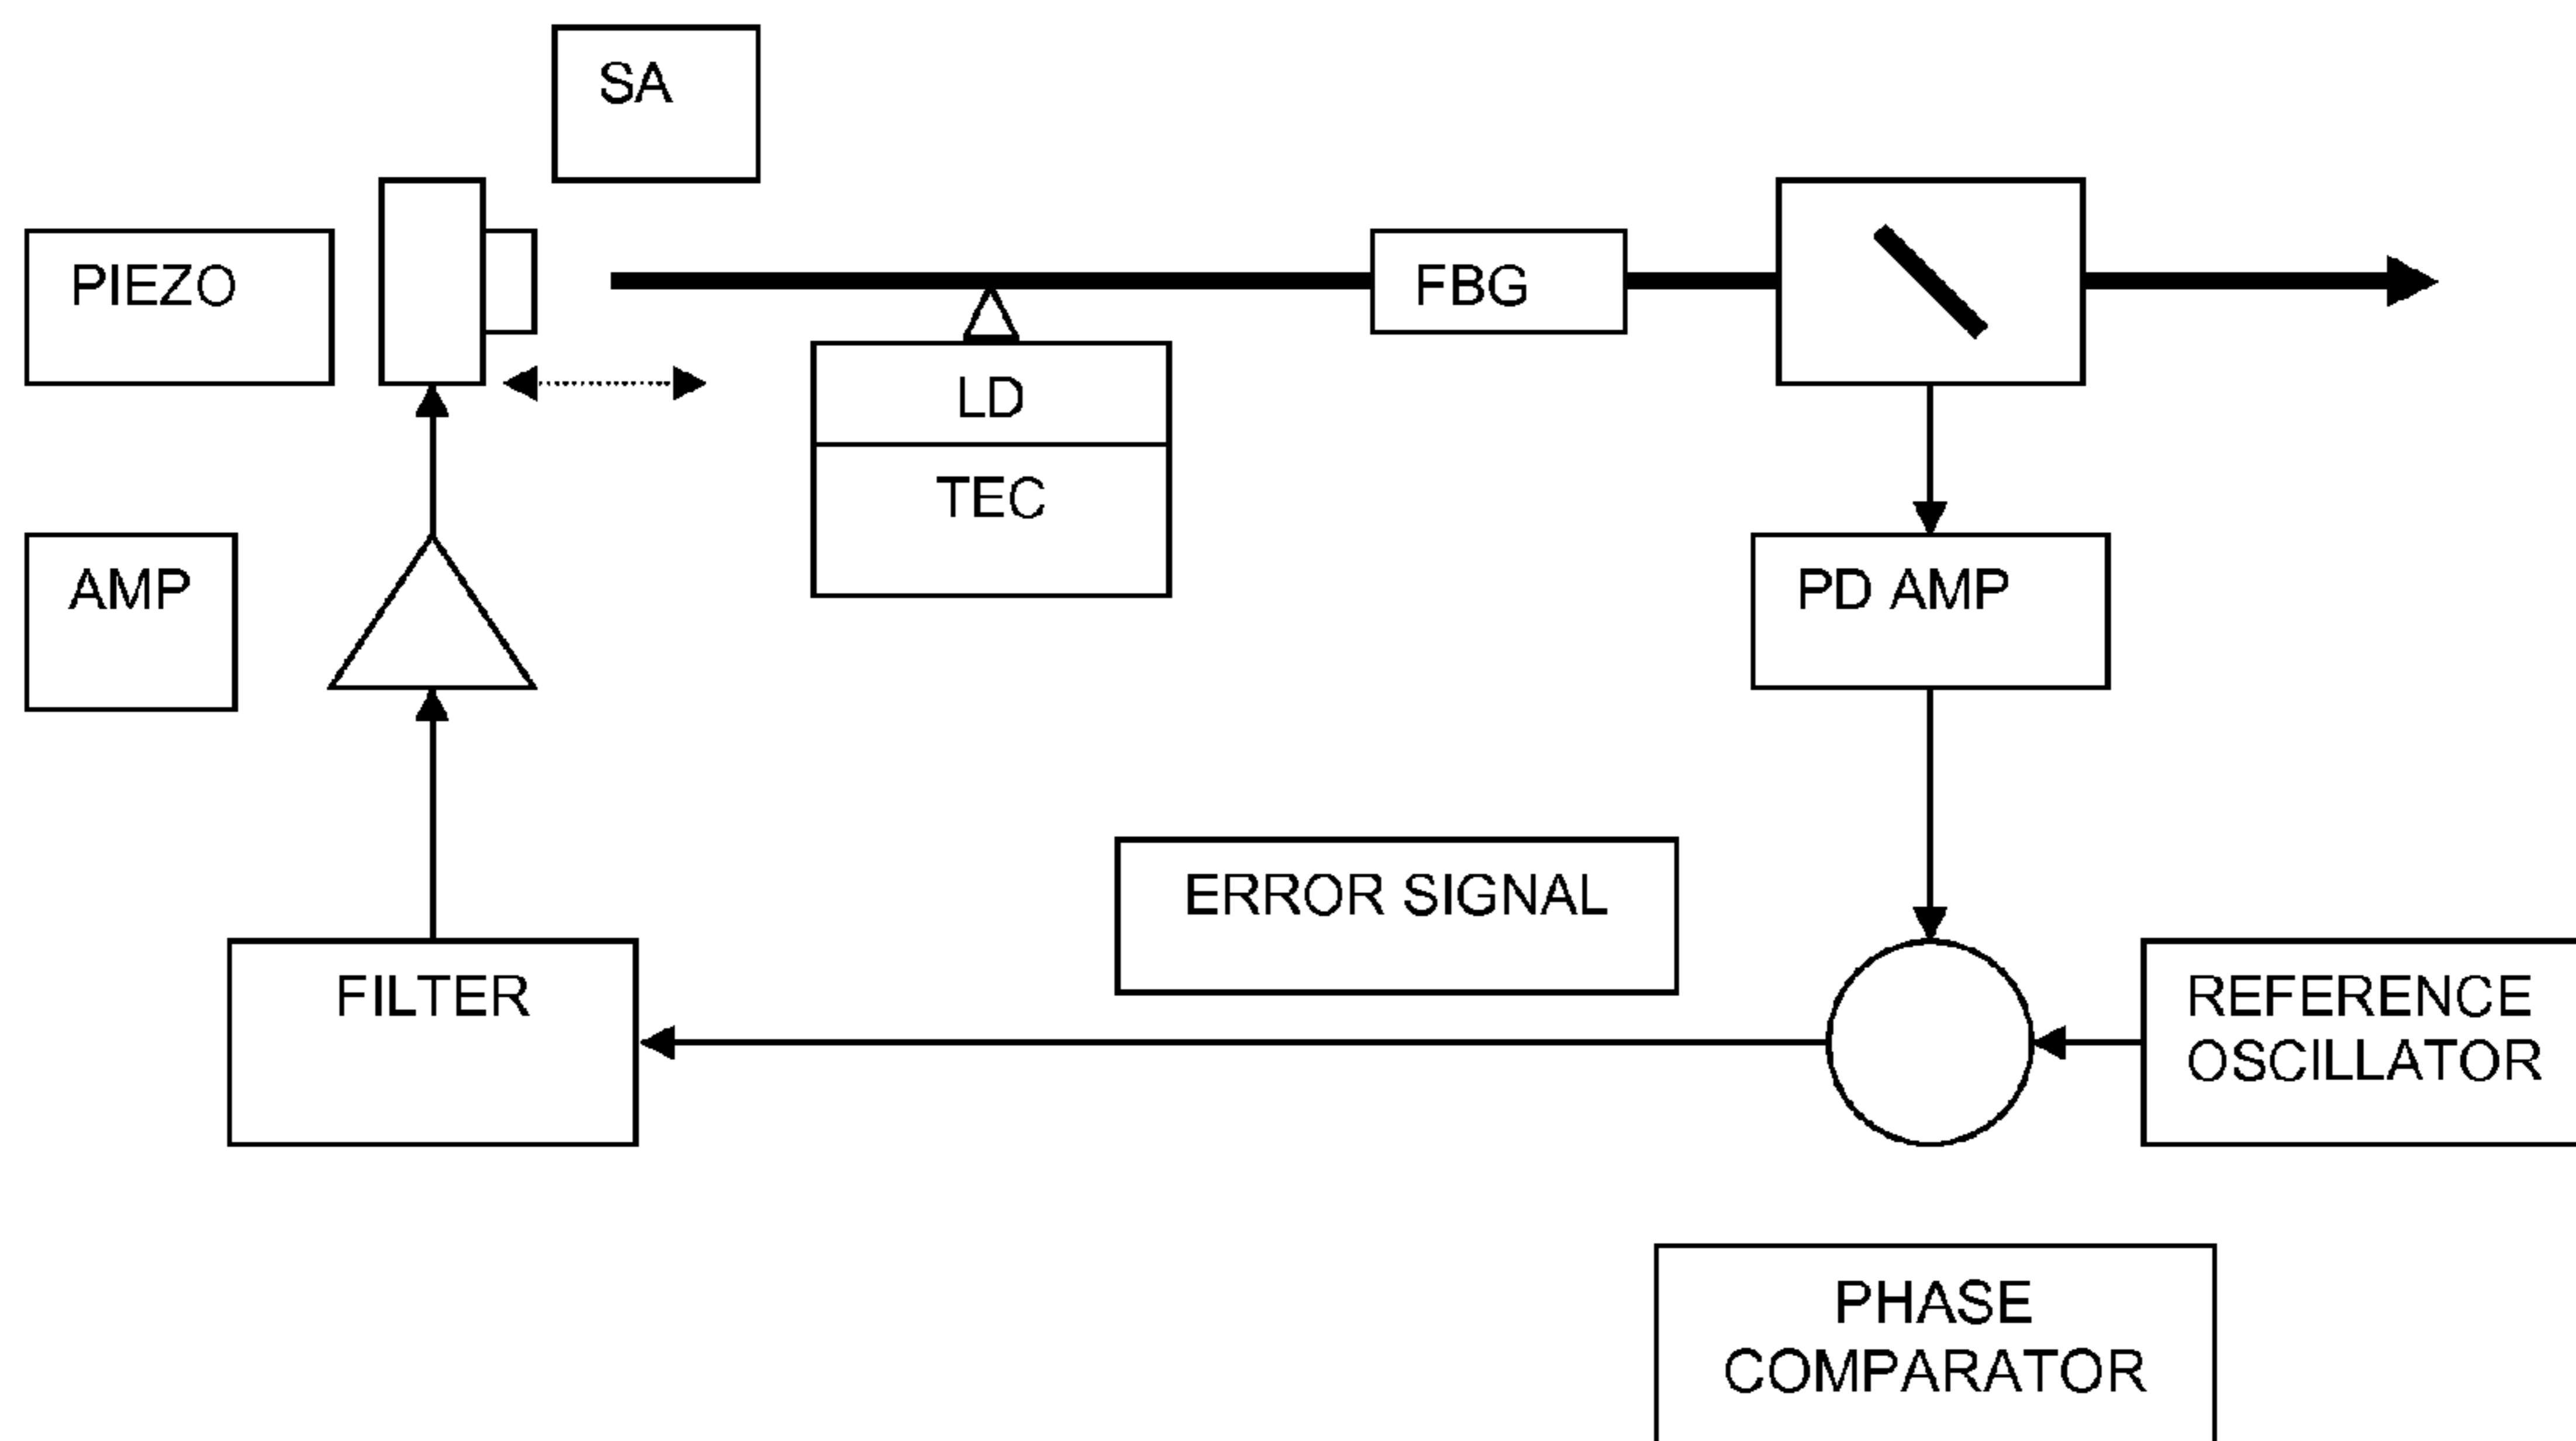 SA
PIEZO
FBG
LD
TEC
AMP
PD AMP
ERROR SIGNAL
FILTER
REFERENCE
OSCILLATOR
PHASE
COMPARATOR